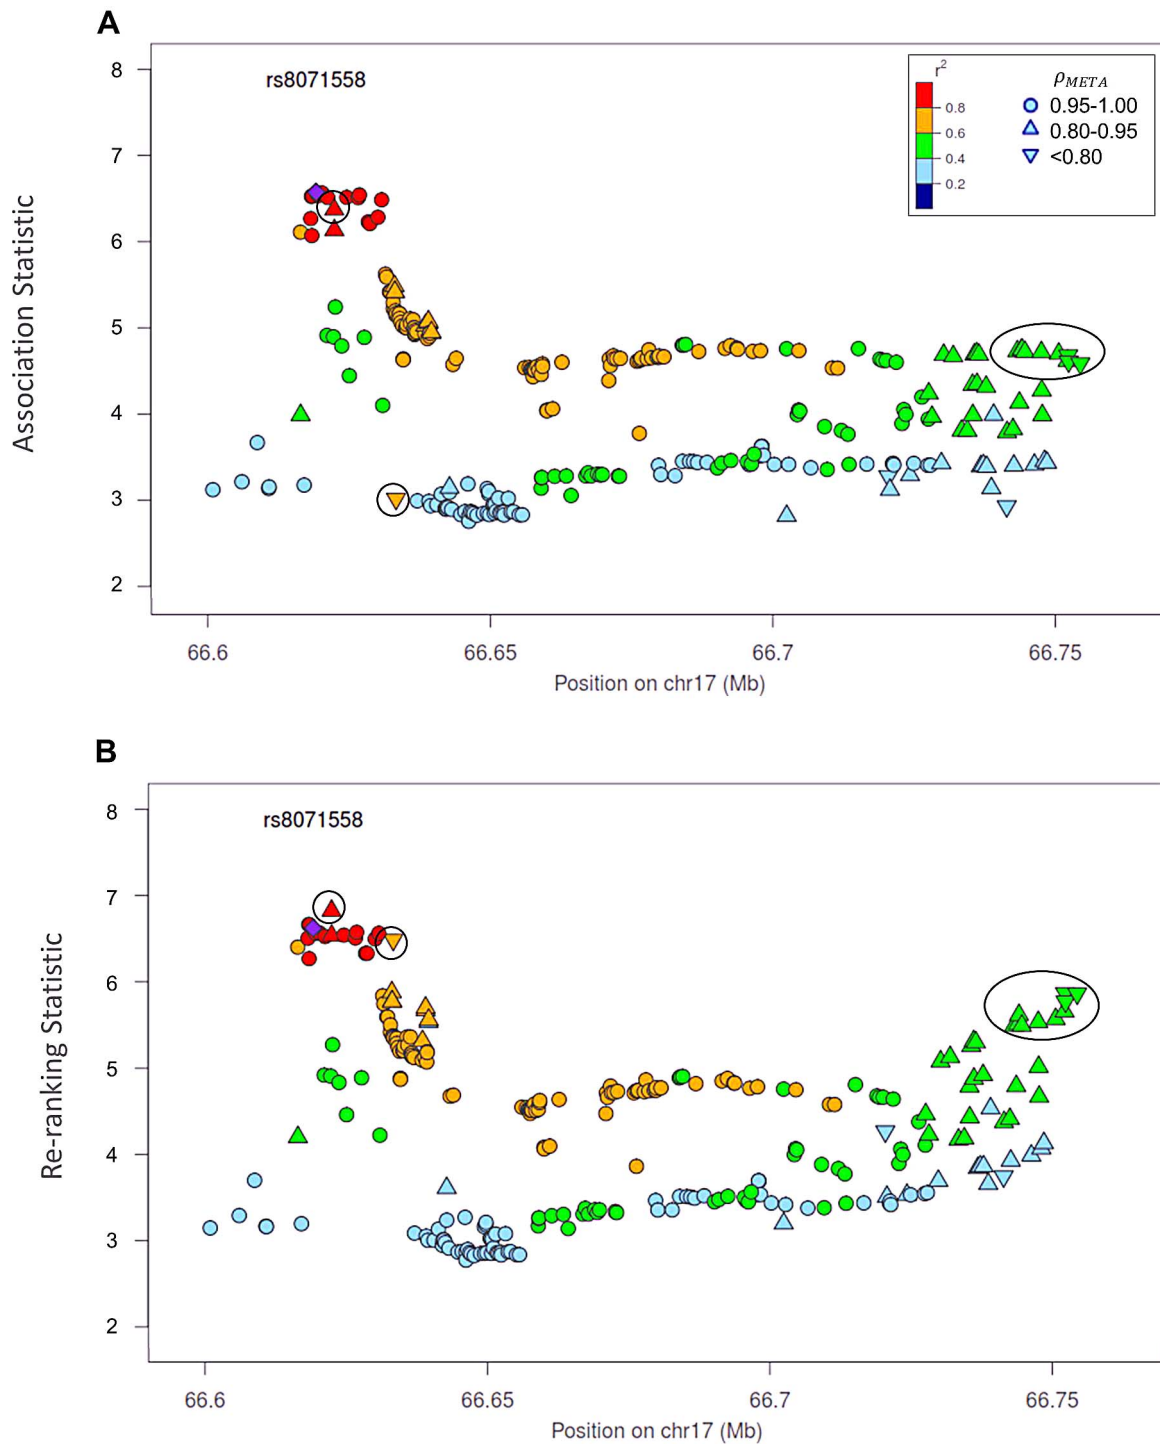 A
8
7
6
5
4
3
2
Association Statistic
rs8071558
r²
0.8
0.6
0.4
0.2
ρMETA
0.95-1.00
0.80-0.95
<0.80
66.6
66.65
66.7
66.75
Position on chr17 (Mb)
B
8
7
6
5
4
3
2
Re-ranking Statistic
rs8071558
66.6
66.65
66.7
66.75
Position on chr17 (Mb)